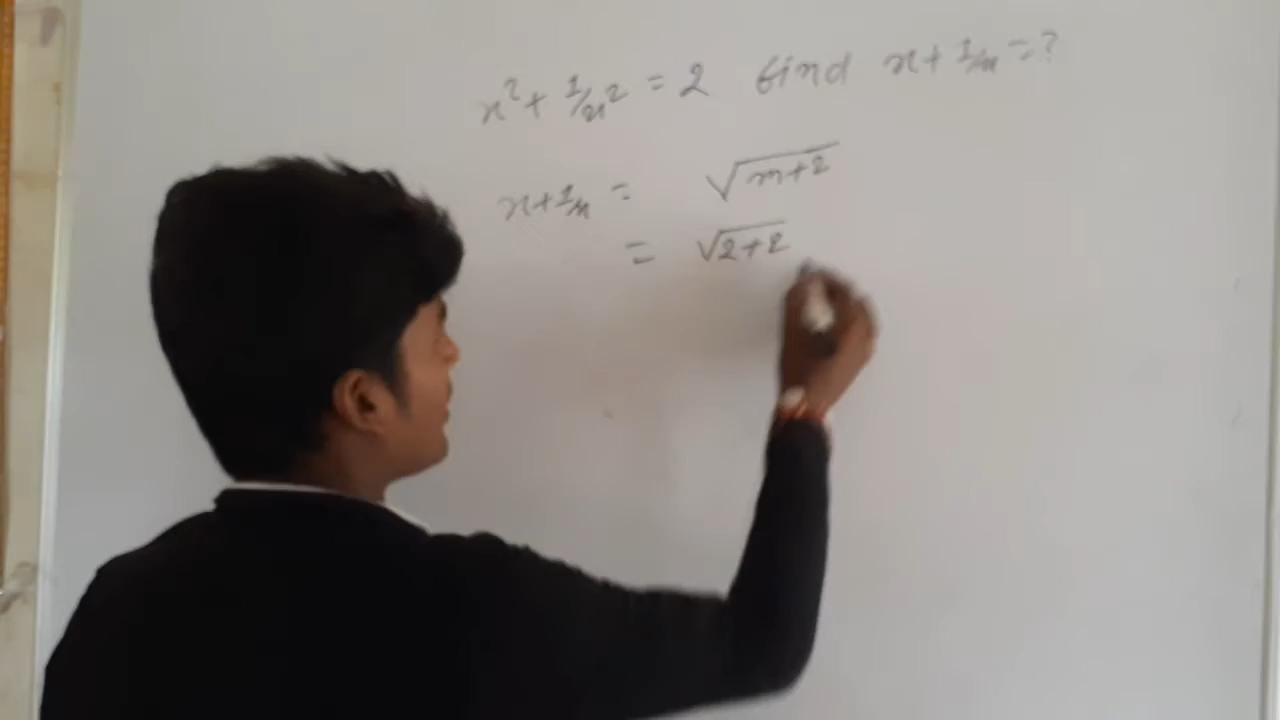 x² + 1/x² = 2 find x + 1/x = ?
x + 1/x = √m+2
= √2+2